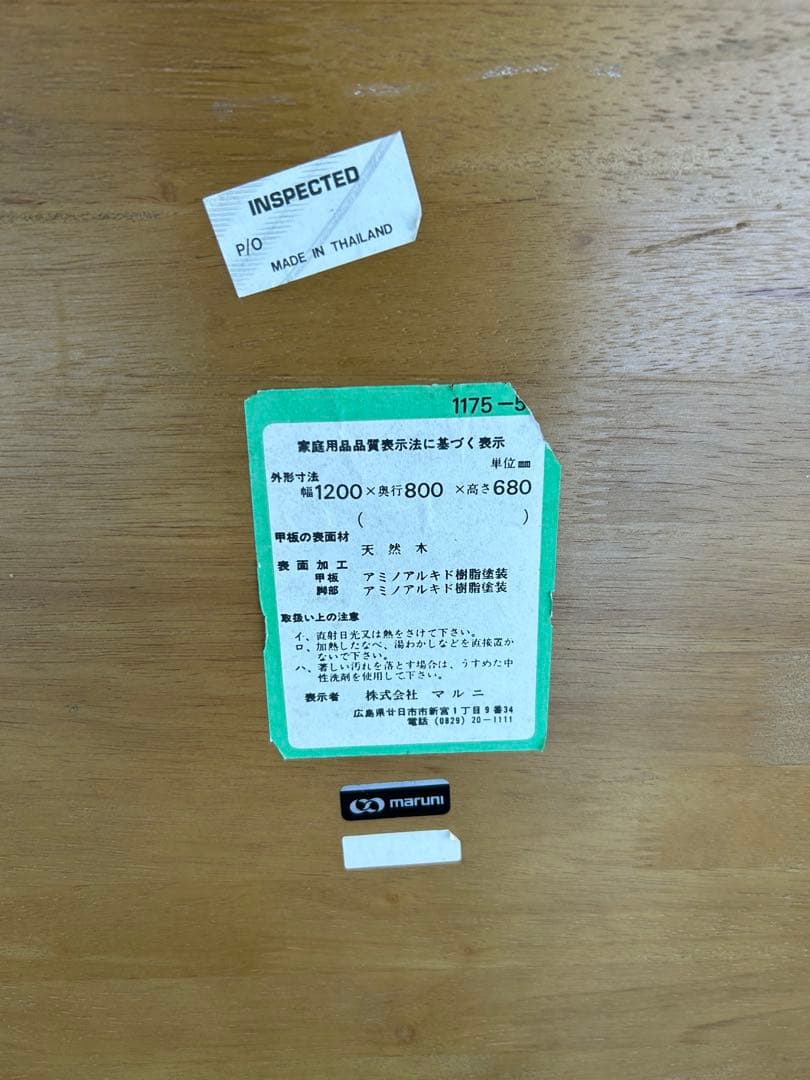 INSPECTED
P/O
MADE IN THAILAND
1175-5
家庭用品品質表示法に基づく表示
単位㎜
外形寸法
幅1200×奥行800 ×高さ680
( )
甲板の表面材
天然木
表面加工
甲板 アミノアルキド樹脂塗装
脚部 アミノアルキド樹脂塗装
取扱い上の注意
イ、直射日光又は熱をさけて下さい。
ロ、加熱したなべ、湯わかしなどを直接置か
ないで下さい。
ハ、著しい汚れを落とす場合は、うすめた中
性洗剤を使用して下さい。
表示者 株式会社 マルニ
広島県廿日市市新宮1丁目9番34
電話(0829)20-1111
maruni